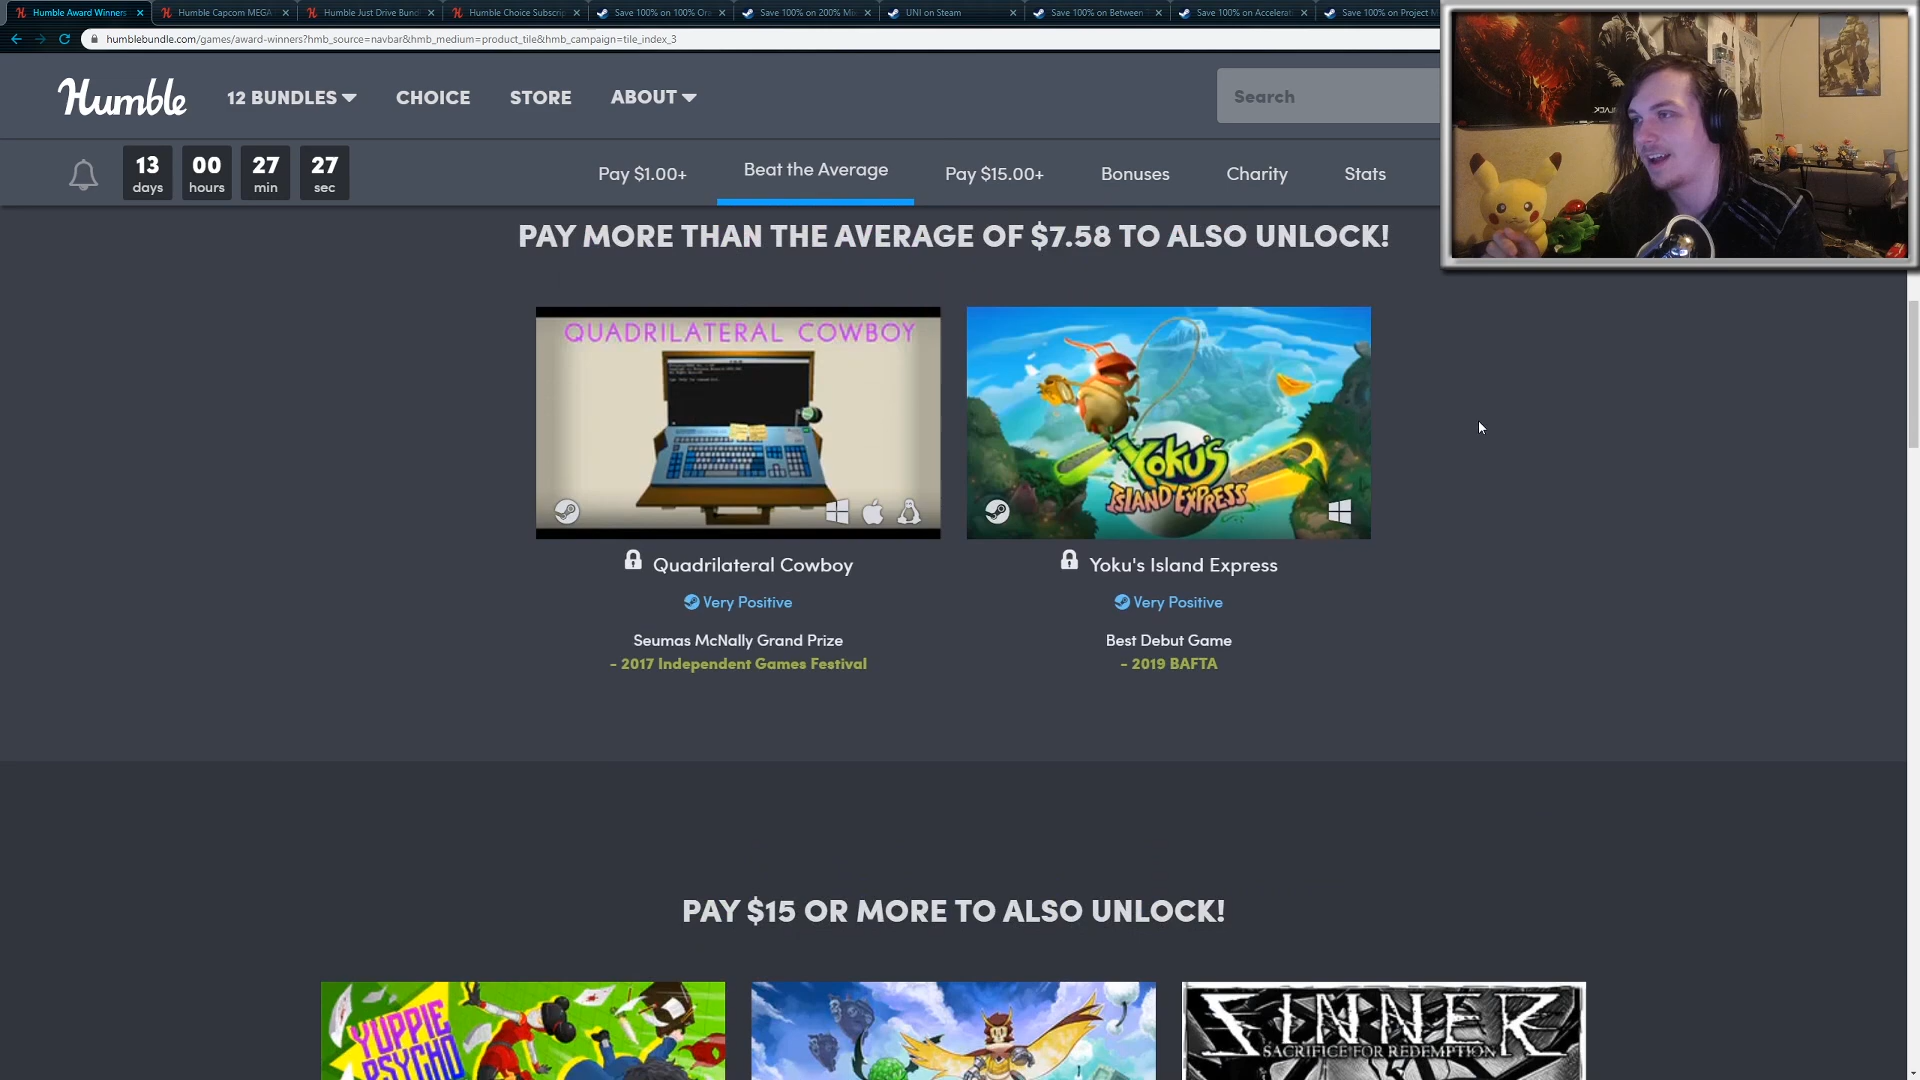 Humble Award Winners
Humble Capcom MEGA
Humble Just Drive Bund
Humble Choice Subscrip
Save 100% on 100% Ora
Save 100% on 200% Mi
UNI on Steam
Save 100% on Between
Save 100% on Accelerat
Save 100% on Project M
humblebundle.com/games/award-winners?hmb_source=navbar&hmb_medium=product_tile&hmb_campaign=tile_index_3
Humble
12 BUNDLES
CHOICE
STORE
ABOUT
Search
13 00 27 27
days hours min sec
Pay $1.00+
Beat the Average
Pay $15.00+
Bonuses
Charity
Stats
PAY MORE THAN THE AVERAGE OF $7.58 TO ALSO UNLOCK!
QUADRILATERAL COWBOY
YOKU'S
ISLAND EXPRESS
Quadrilateral Cowboy
Very Positive
Seumas McNally Grand Prize
- 2017 Independent Games Festival
Yoku's Island Express
Very Positive
Best Debut Game
- 2019 BAFTA
PAY $15 OR MORE TO ALSO UNLOCK!
YUPPIE
PSYCHO
SINNER
SACRIFICE FOR REDEMPTION